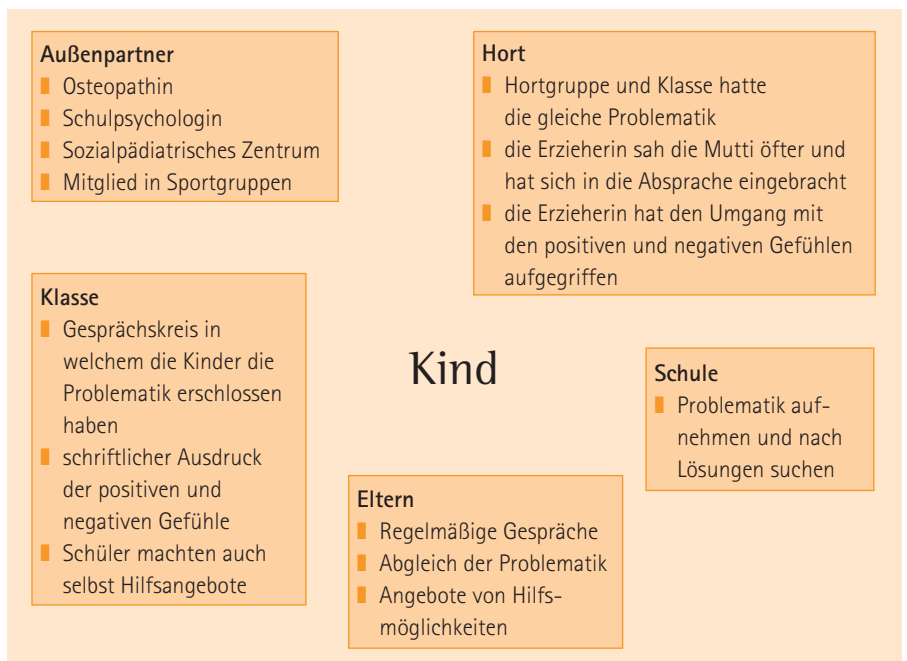 Außenpartner
Osteopathin
Schulpsychologin
Sozialpädiatrisches Zentrum
Mitglied in Sportgruppen
Hort
Hortgruppe und Klasse hatte
die gleiche Problematik
die Erzieherin sah die Mutti öfter und
hat sich in die Absprache eingebracht
die Erzieherin hat den Umgang mit
den positiven und negativen Gefühlen
aufgegriffen
Klasse
Gesprächskreis in
welchem die Kinder die
Problematik erschlossen
haben
schriftlicher Ausdruck
der positiven und
negativen Gefühle
Schüler machten auch
selbst Hilfsangebote
Kind
Schule
Problematik auf-
nehmen und nach
Lösungen suchen
Eltern
Regelmäßige Gespräche
Abgleich der Problematik
Angebote von Hilfs-
möglichkeiten